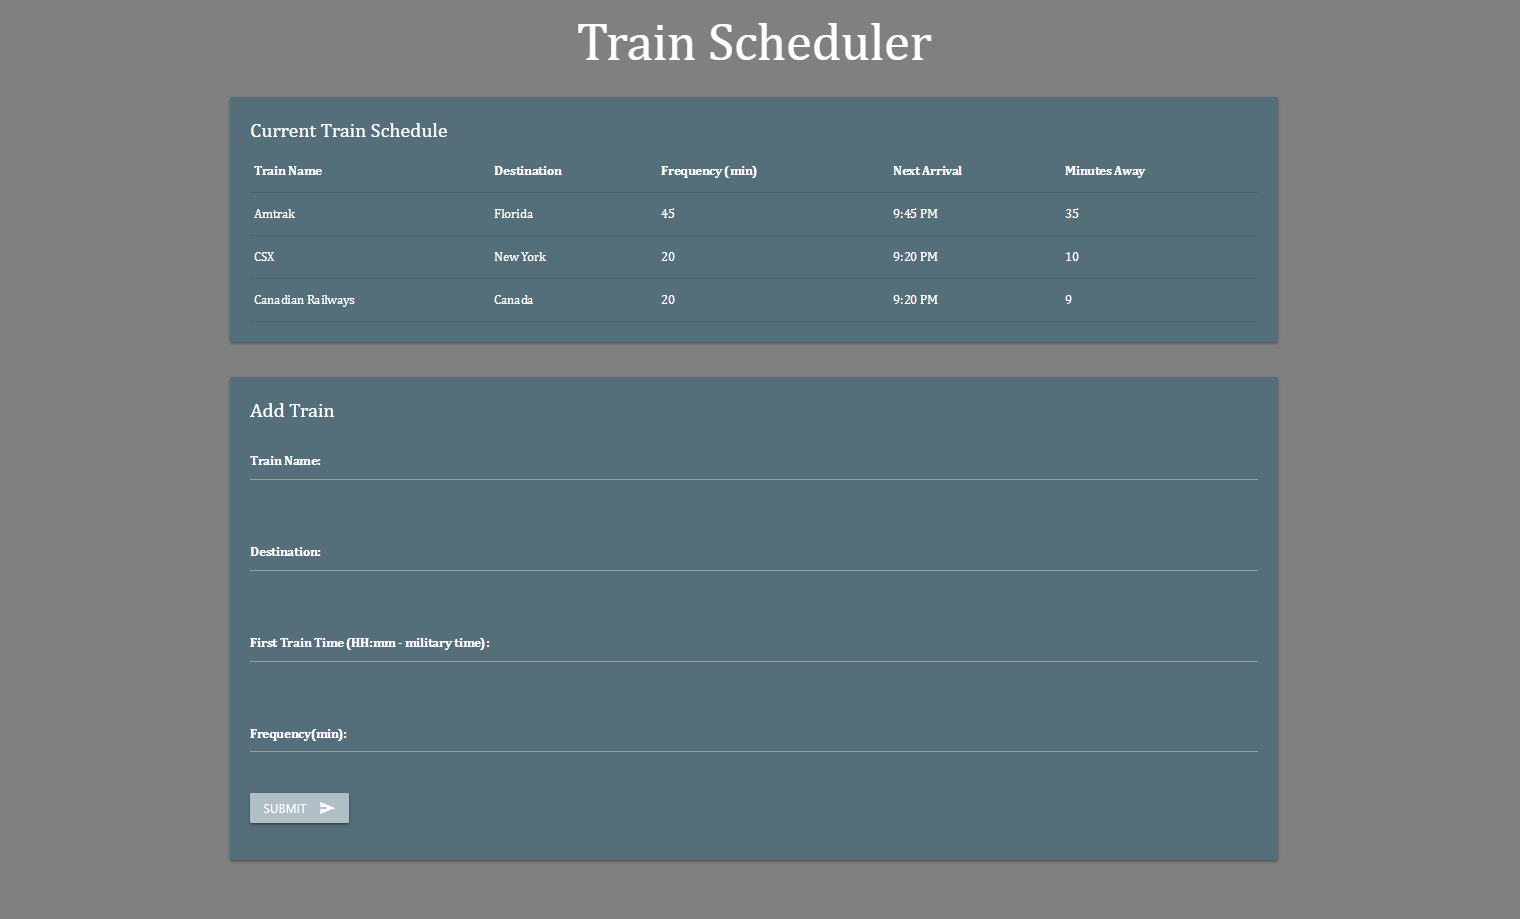 Train Scheduler
Current Train Schedule
Train Name Destination Frequency (min) Next Arrival Minutes Away
Amtrak Florida 45 9:45 PM 35
CSX New York 20 9:20 PM 10
Canadian Railways Canada 20 9:20 PM 9
Add Train
Train Name:
Destination:
First Train Time (HH:mm - military time):
Frequency(min):
SUBMIT